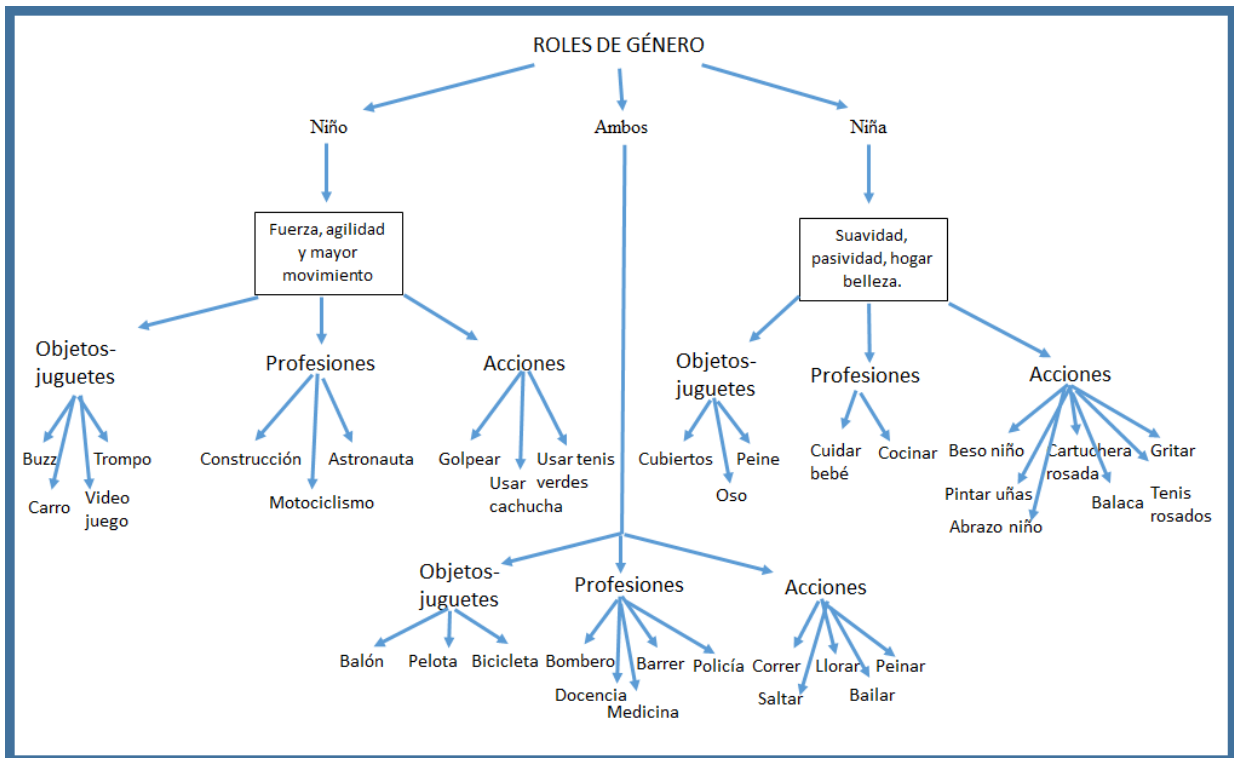 ROLES DE GÉNERO
Niño
Ambos
Niña
Fuerza, agilidad
y mayor
movimiento
Suavidad,
pasividad, hogar
belleza.
Objetos-
juguetes
Profesiones
Acciones
Objetos-
juguetes
Profesiones
Acciones
Buzz
Trompo
Carro
Video
juego
Construcción
Astronauta
Motociclismo
Golpear
Usar tenis
verdes
Usar
cachucha
Cubiertos
Peine
Oso
Cuidar
bebé
Cocinar
Beso niño
Cartuchera
rosada
Gritar
Pintar uñas
Abrazo niño
Balaca
Tenis
rosados
Objetos-
juguetes
Profesiones
Acciones
Balón
Pelota
Bicicleta
Bombero
Barrer
Policía
Docencia
Medicina
Correr
Llorar
Peinar
Saltar
Bailar